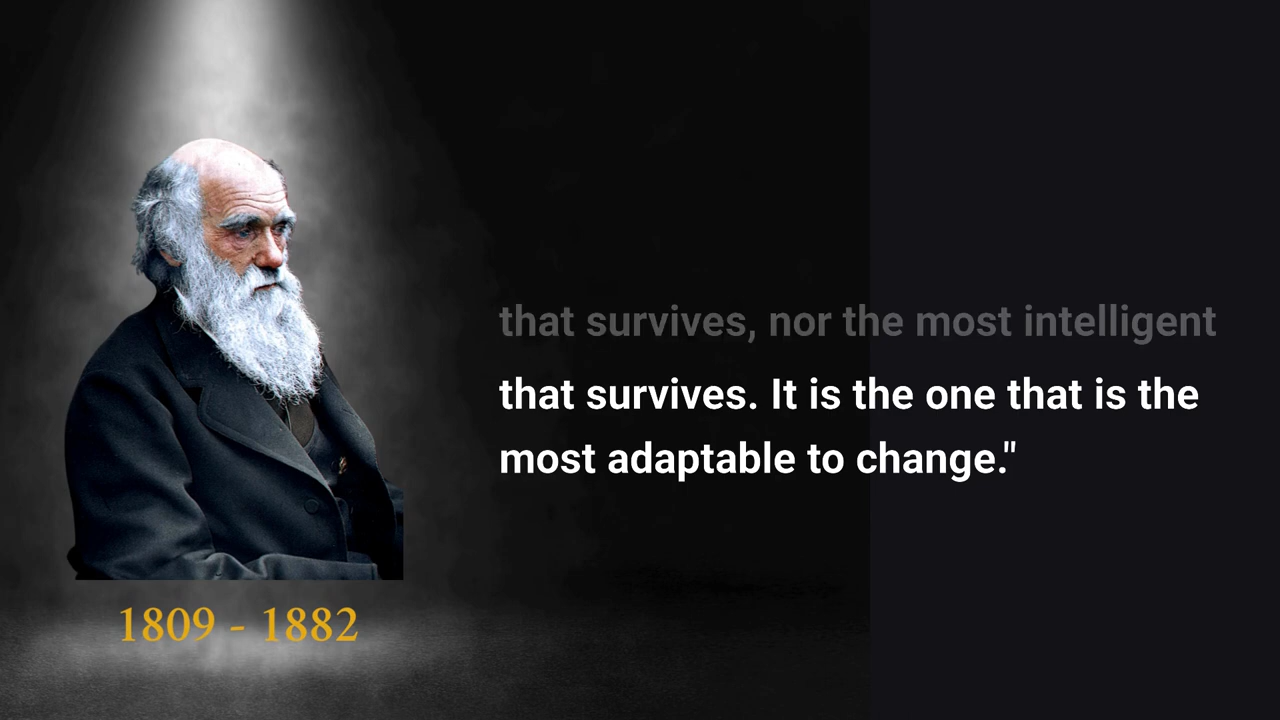 that survives, nor the most intelligent
that survives. It is the one that is the
most adaptable to change."
1809 - 1882